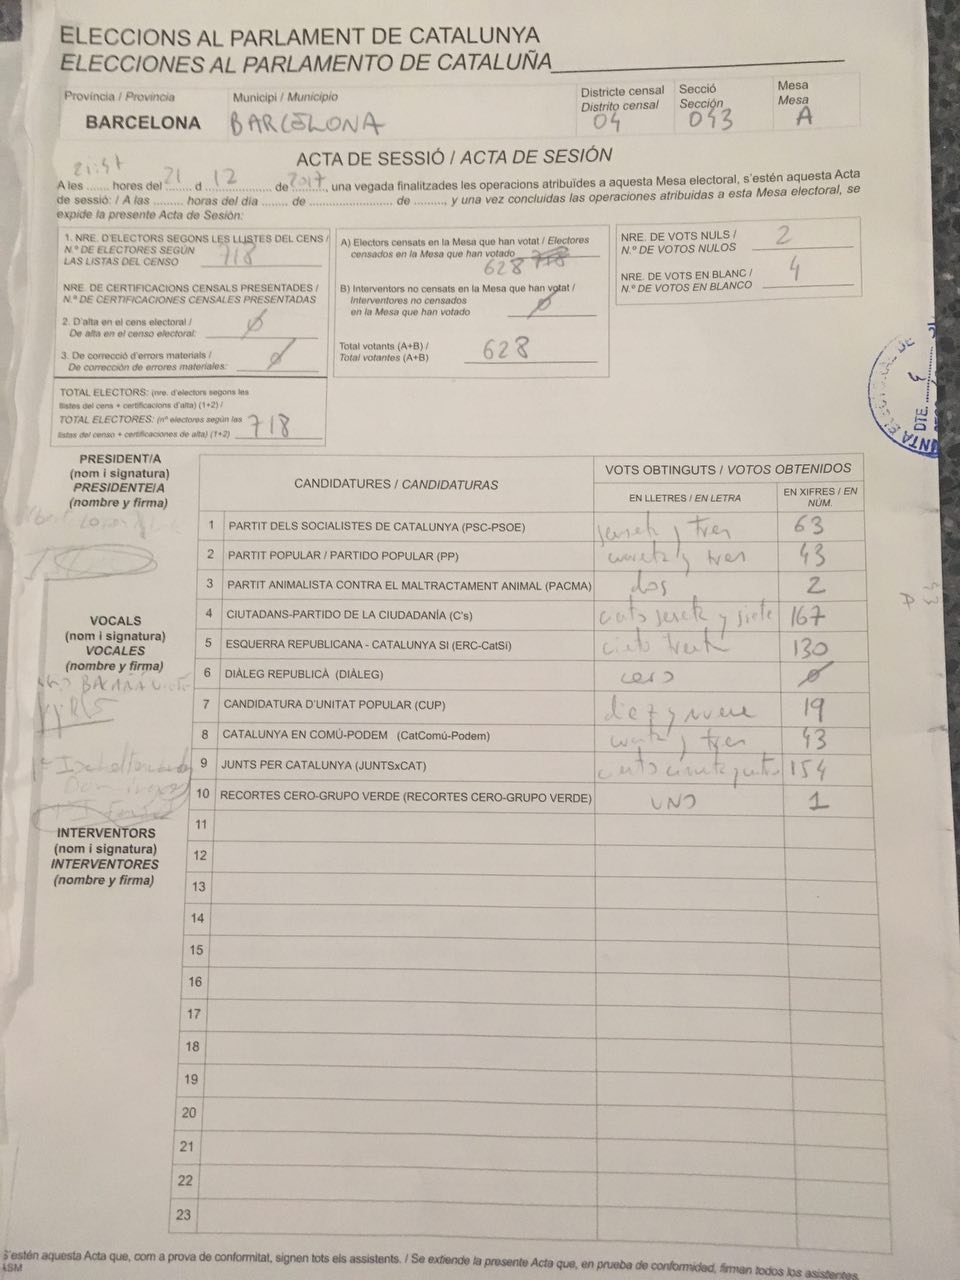 ELECCIONS AL PARLAMENT DE CATALUNYA
ELECCIONES AL PARLAMENTO DE CATALUÑA
Província / Provincia
BARCELONA
Municipi / Municipio
BARCELONA
Districte censal
Distrito censal
04
Secció
Sección
043
Mesa
Mesa
A
ACTA DE SESSIÓ / ACTA DE SESIÓN
21:47 21 12 2017
A les ....... hores del ....... d ............... de ........., una vegada finalitzades les operacions atribuïdes a aquesta Mesa electoral, s'estén aquesta Acta
de sessió: / A las ......... horas del día ....... de ...................... de ........., y una vez concluidas las operaciones atribuidas a esta Mesa electoral, se
expide la presente Acta de Sesión:
1. NRE. D'ELECTORS SEGONS LES LLISTES DEL CENS /
N.º DE ELECTORES SEGÚN
LAS LISTAS DEL CENSO 718
NRE. DE CERTIFICACIONS CENSALS PRESENTADES /
N.º DE CERTIFICACIONES CENSALES PRESENTADAS
2. D'alta en el cens electoral /
De alta en el censo electoral: ø
3. De correcció d'errors materials /
De corrección de errores materiales: ø
TOTAL ELECTORS: (nre. d'electors segons les
llistes del cens + certificacions d'alta) (1+2) /
TOTAL ELECTORES: (nº electores según las
listas del censo + certificaciones de alta) (1+2) 718
A) Electors censats en la Mesa que han votat / Electores
censados en la Mesa que han votado 718
628
B) Interventors no censats en la Mesa que han votat /
Interventores no censados
en la Mesa que han votado ø
Total votants (A+B) /
Total votantes (A+B) 628
NRE. DE VOTS NULS /
N.º DE VOTOS NULOS 2
NRE. DE VOTS EN BLANC /
N.º DE VOTOS EN BLANCO 4
DTE. 4
PRESIDENT/A
(nom i signatura)
PRESIDENTE/A
(nombre y firma)
VOCALS
(nom i signatura)
VOCALES
(nombre y firma)
INTERVENTORS
(nom i signatura)
INTERVENTORES
(nombre y firma)
CANDIDATURES / CANDIDATURAS
VOTS OBTINGUTS / VOTOS OBTENIDOS
EN LLETRES / EN LETRA
EN XIFRES / EN NÚM.
1 PARTIT DELS SOCIALISTES DE CATALUNYA (PSC-PSOE) y tres 63
2 PARTIT POPULAR / PARTIDO POPULAR (PP) y tres 43
3 PARTIT ANIMALISTA CONTRA EL MALTRACTAMENT ANIMAL (PACMA) dos 2
4 CIUTADANS-PARTIDO DE LA CIUDADANÍA (C's) y siete 167
5 ESQUERRA REPUBLICANA - CATALUNYA SI (ERC-CatSí) 130
6 DIÀLEG REPUBLICÀ (DIÀLEG) cero ø
7 CANDIDATURA D'UNITAT POPULAR (CUP) diez y nueve 19
8 CATALUNYA EN COMÚ-PODEM (CatComú-Podem) y tres 43
9 JUNTS PER CATALUNYA (JUNTSxCAT) 154
10 RECORTES CERO-GRUPO VERDE (RECORTES CERO-GRUPO VERDE) UNO 1
11
12
13
14
15
16
17
18
19
20
21
22
23
S'estén aquesta Acta que, com a prova de conformitat, signen tots els assistents. / Se extiende la presente Acta que, en prueba de conformidad, firman todos los asistentes.